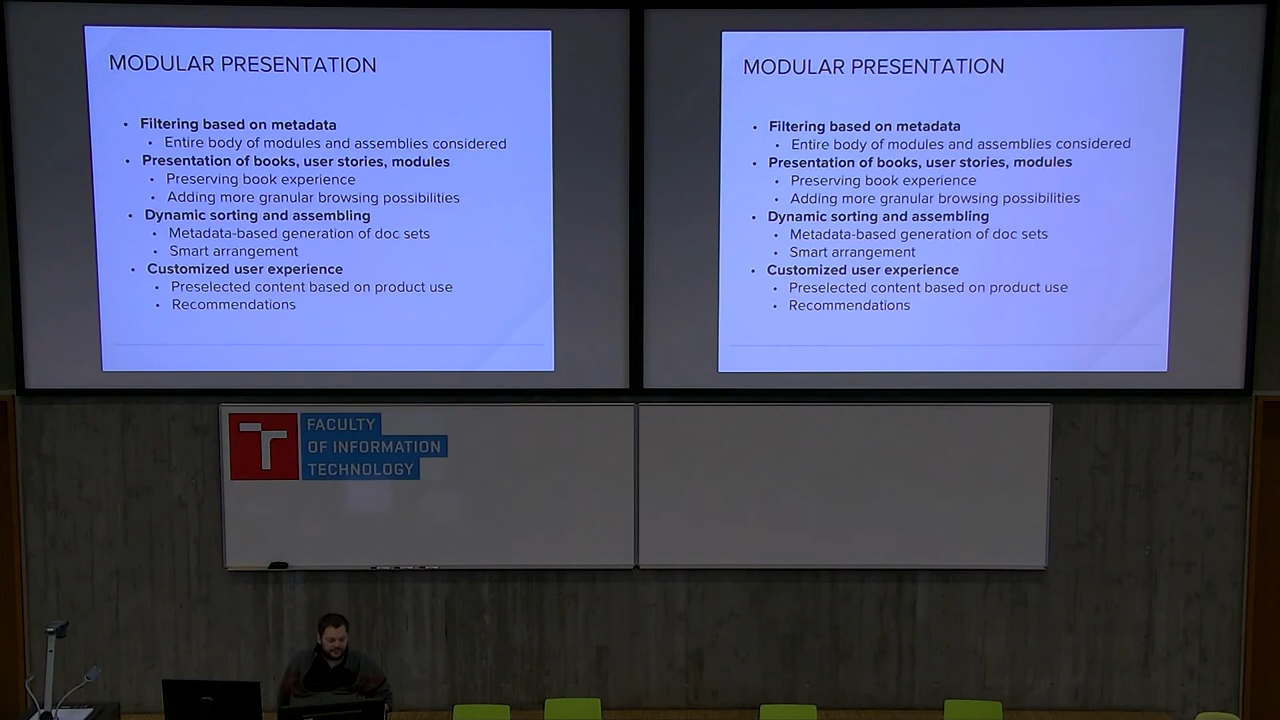 MODULAR PRESENTATION
• Filtering based on metadata
• Entire body of modules and assemblies considered
• Presentation of books, user stories, modules
• Preserving book experience
• Adding more granular browsing possibilities
• Dynamic sorting and assembling
• Metadata-based generation of doc sets
• Smart arrangement
• Customized user experience
• Preselected content based on product use
• Recommendations
MODULAR PRESENTATION
• Filtering based on metadata
• Entire body of modules and assemblies considered
• Presentation of books, user stories, modules
• Preserving book experience
• Adding more granular browsing possibilities
• Dynamic sorting and assembling
• Metadata-based generation of doc sets
• Smart arrangement
• Customized user experience
• Preselected content based on product use
• Recommendations
FACULTY
OF INFORMATION
TECHNOLOGY